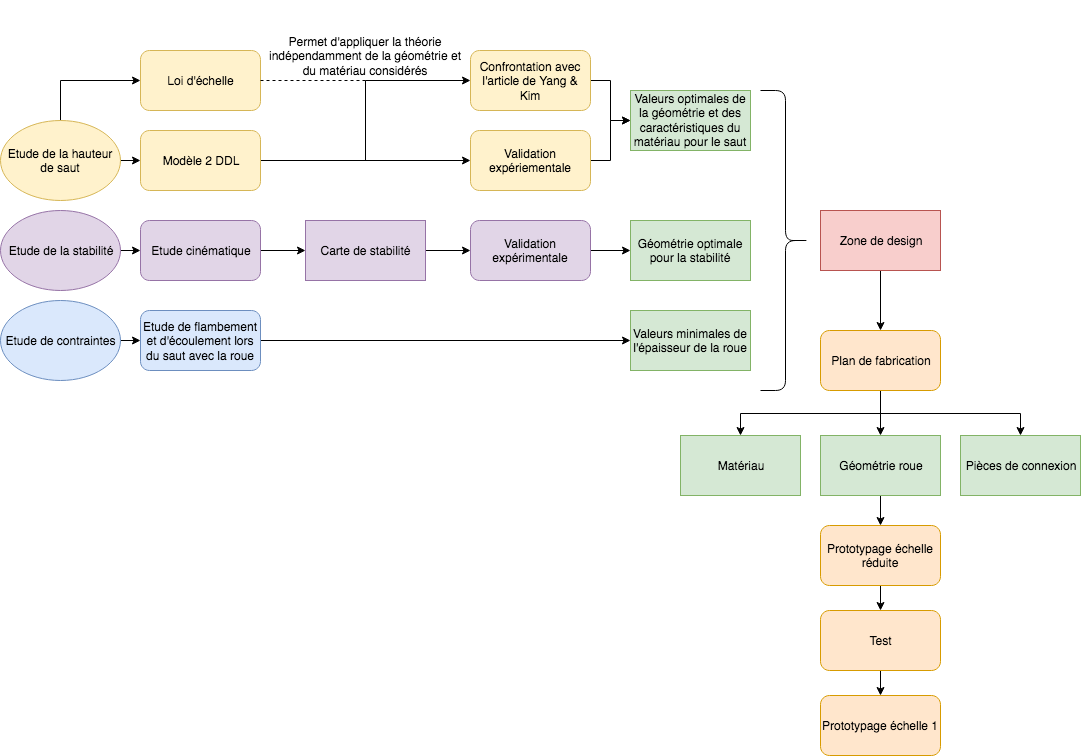 Permet d'appliquer la théorie
indépendamment de la géométrie et
du matériau considérés
Loi d'échelle
Confrontation avec
l'article de Yang &
Kim
Valeurs optimales de
la géométrie et des
caractéristiques du
matériau pour le saut
Etude de la hauteur
de saut
Modèle 2 DDL
Validation
expériementale
Etude de la stabilité
Etude cinématique
Carte de stabilité
Validation
expérimentale
Géométrie optimale
pour la stabilité
Zone de design
Etude de contraintes
Etude de flambement
et d'écoulement lors
du saut avec la roue
Valeurs minimales de
l'épaisseur de la roue
Plan de fabrication
Matériau
Géométrie roue
Pièces de connexion
Prototypage échelle
réduite
Test
Prototypage échelle 1